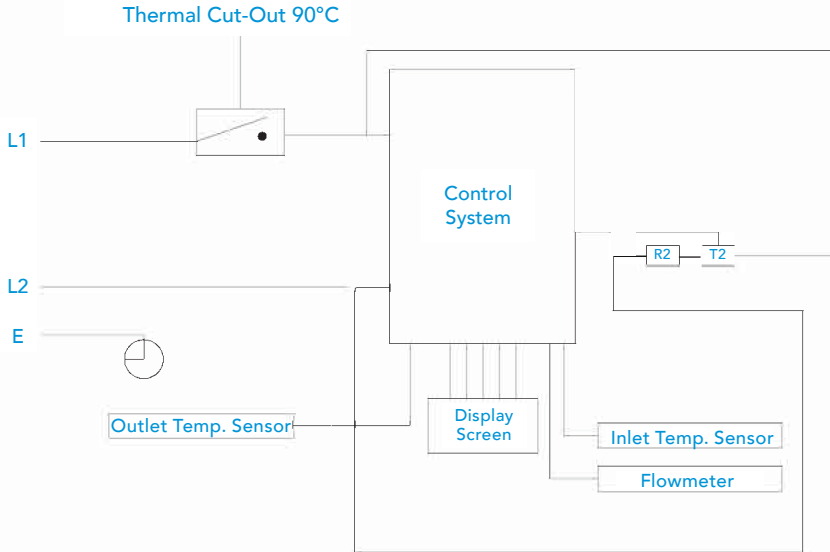 Thermal Cut-Out 90°C
L1
Control
System
R2
T2
L2
E
Outlet Temp. Sensor
Display
Screen
Inlet Temp. Sensor
Flowmeter